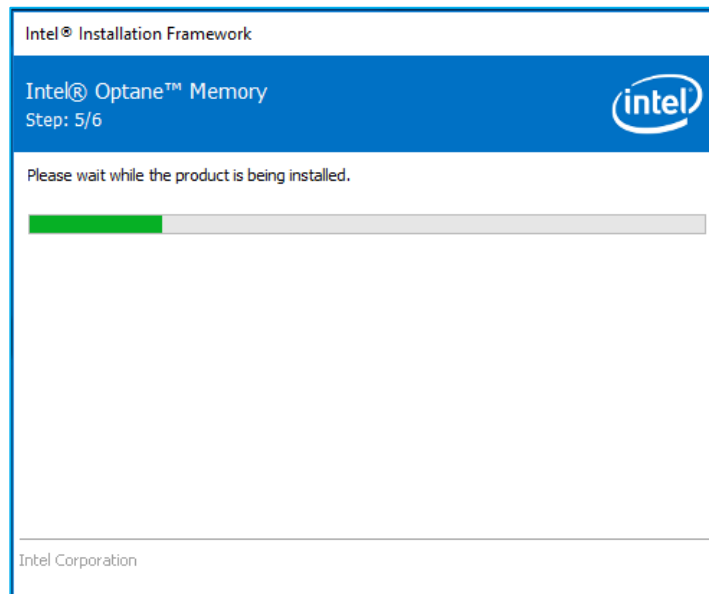 Intel® Installation Framework
Intel® Optane™ Memory
intel
Step: 5/6
Please wait while the product is being installed.
Intel Corporation